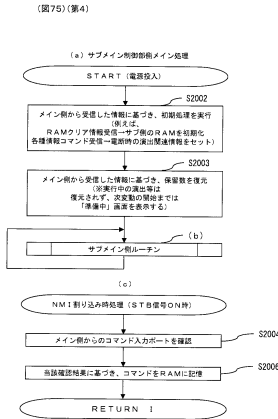 (図75)(第4)
(a) サブメイン制御部側メイン処理
START (電源投入)
S2002
メイン側から受信した情報に基づき、初期処理を実行
(例えば、
RAMクリア情報受信→サブ側のRAMを初期化
各種情報コマンド受信→電断時の演出関連情報をセット)
S2003
メイン側から受信した情報に基づき、保留数を復元
(※実行中の演出等は
復元されず、次変動の開始までは
「準備中」画面を表示する)
(b)
サブメイン側ルーチン
(c)
NMI割り込み時処理 (STB信号ON時)
S2004
メイン側からのコマンド入力ポートを確認
S2006
当該確認結果に基づき、コマンドをRAMに記憶
RETURN I